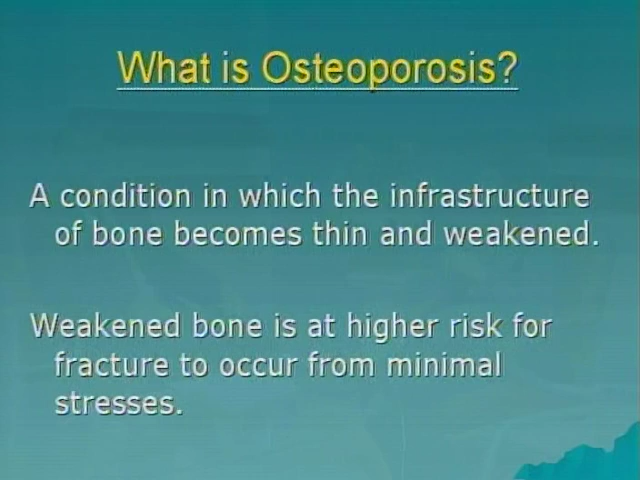 What is Osteoporosis?
A condition in which the infrastructure
of bone becomes thin and weakened.
Weakened bone is at higher risk for
fracture to occur from minimal
stresses.